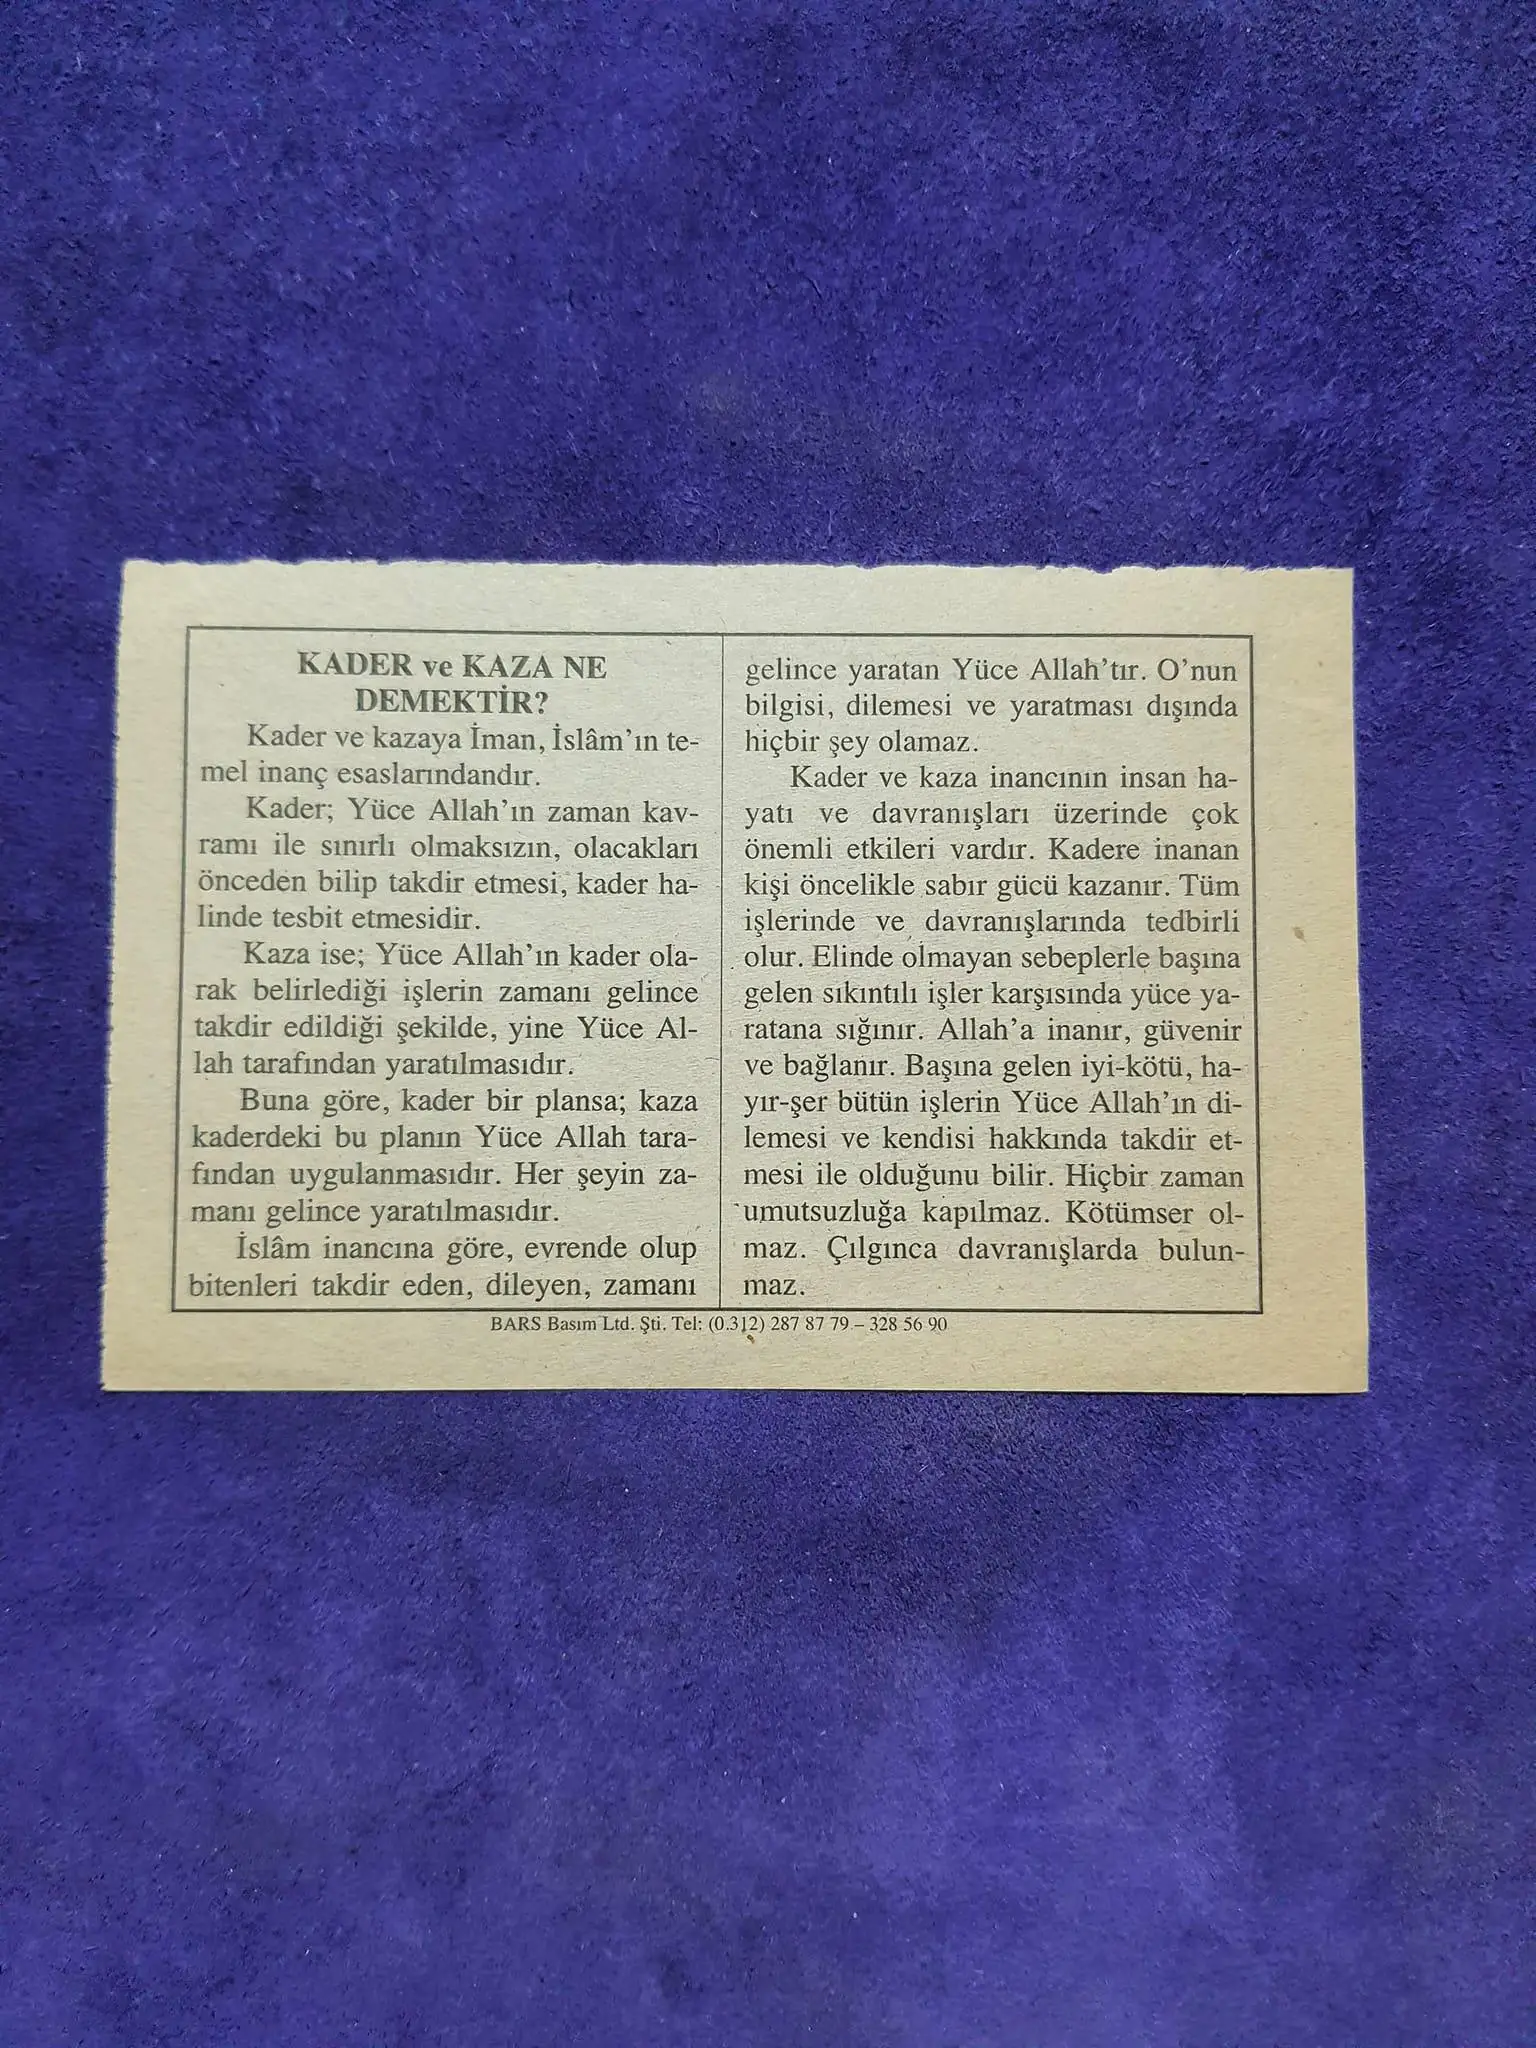 KADER ve KAZA NE
DEMEKTİR?
Kader ve kazaya İman, İslâm’ın te-
mel inanç esaslarındandır.
Kader; Yüce Allah’ın zaman kav-
ramı ile sınırlı olmaksızın, olacakları
önceden bilip takdir etmesi, kader ha-
linde tesbit etmesidir.
Kaza ise; Yüce Allah’ın kader ola-
rak belirlediği işlerin zamanı gelince
takdir edildiği şekilde, yine Yüce Al-
lah tarafından yaratılmasıdır.
Buna göre, kader bir plansa; kaza
kaderdeki bu planın Yüce Allah tara-
fından uygulanmasıdır. Her şeyin za-
manı gelince yaratılmasıdır.
İslâm inancına göre, evrende olup
bitenleri takdir eden, dileyen, zamanı
gelince yaratan Yüce Allah’tır. O’nun
bilgisi, dilemesi ve yaratması dışında
hiçbir şey olamaz.
Kader ve kaza inancının insan ha-
yatı ve davranışları üzerinde çok
önemli etkileri vardır. Kadere inanan
kişi öncelikle sabır gücü kazanır. Tüm
işlerinde ve davranışlarında tedbirli
olur. Elinde olmayan sebeplerle başına
gelen sıkıntılı işler karşısında yüce ya-
ratana sığınır. Allah’a inanır, güvenir
ve bağlanır. Başına gelen iyi-kötü, ha-
yır-şer bütün işlerin Yüce Allah’ın di-
lemesi ve kendisi hakkında takdir et-
mesi ile olduğunu bilir. Hiçbir zaman
umutsuzluğa kapılmaz. Kötümser ol-
maz. Çılgınca davranışlarda bulun-
maz.
BARS Basım Ltd. Şti. Tel: (0.312) 287 87 79 – 328 56 90